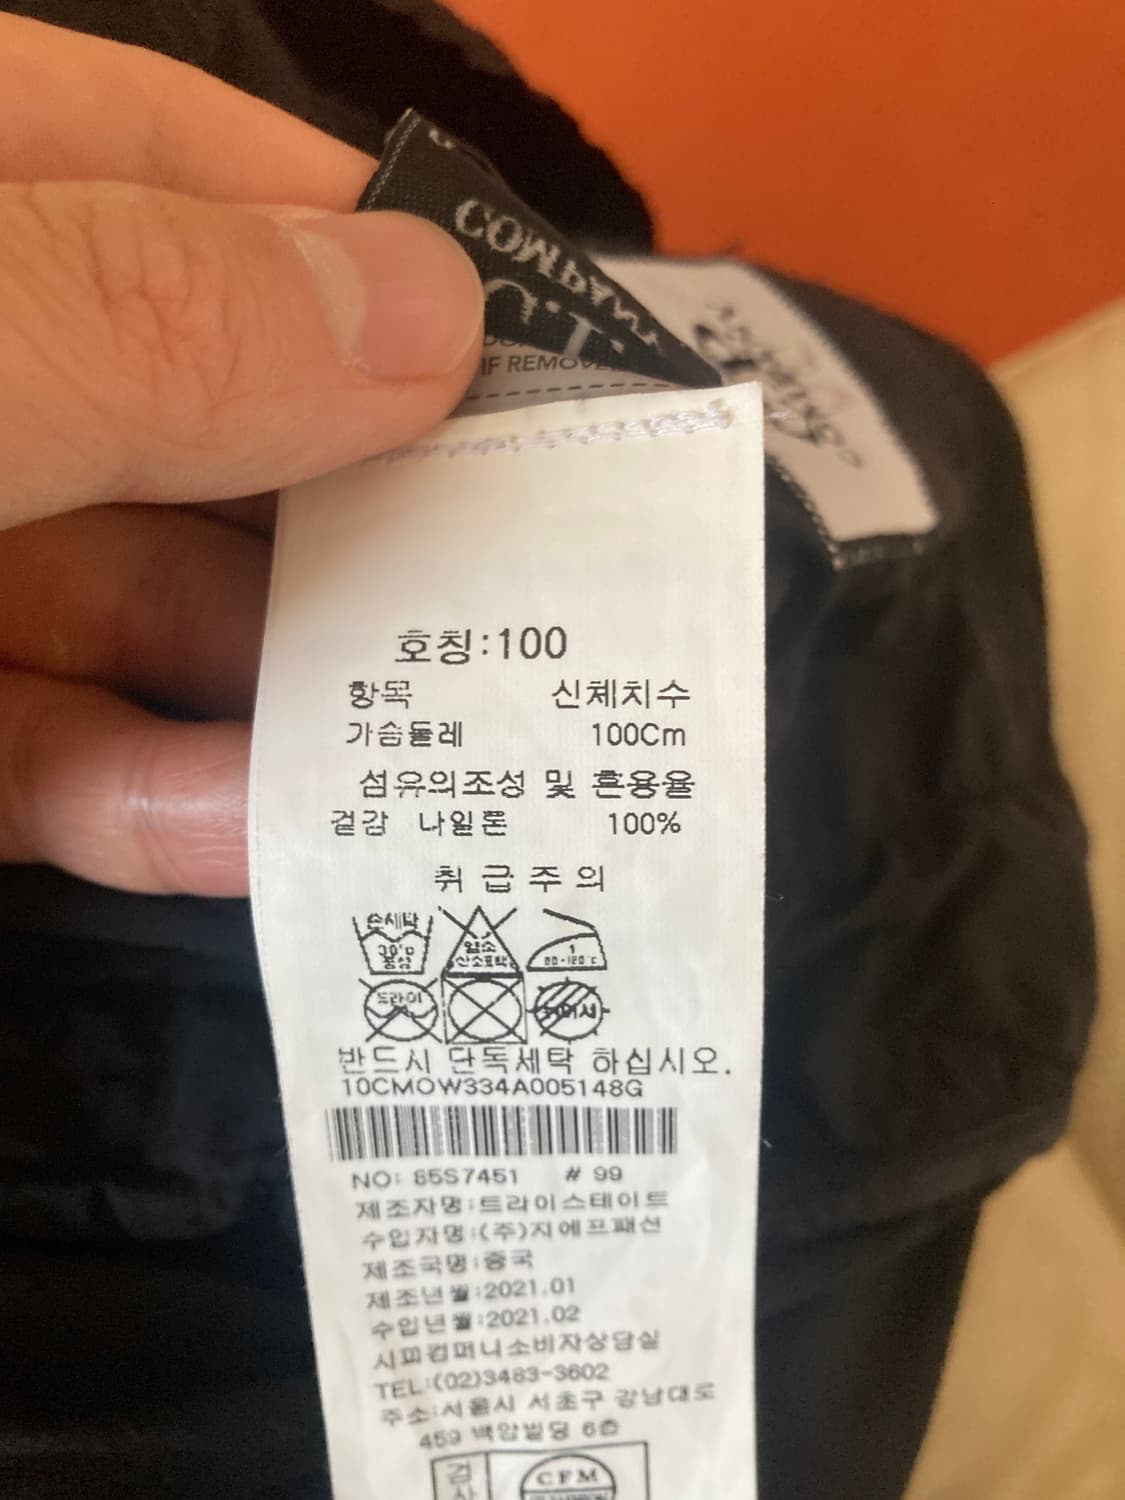 COMPANY
IF REMOVE
호칭:100
항목 신체치수
가슴둘레 100Cm
섬유의조성 및 혼용율
겉감 나일론 100%
취급주의
손세탁
30℃
중성
염소
산소표백
1
80-120℃
드라이
반드시 단독세탁 하십시오.
10CMOW334A005148G
NO: 85S7451 # 99
제조자명:트라이스테이트
수입자명:(주)지에프패션
제조국명:중국
제조년월:2021.01
수입년월:2021.02
시피컴퍼니소비자상담실
TEL:(02)3483-3602
주소:서울시 서초구 강남대로
459 백암빌딩 6층
검사
CFM